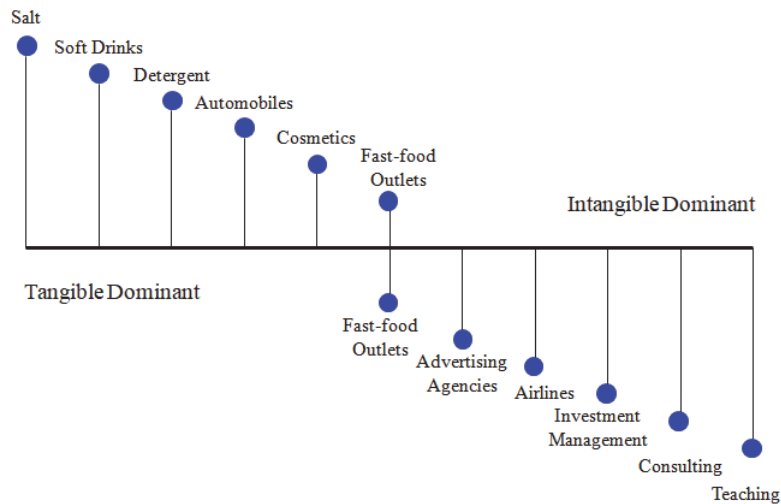 Salt
Soft Drinks
Detergent
Automobiles
Cosmetics
Fast-food
Outlets
Intangible Dominant
Tangible Dominant
Fast-food
Outlets
Advertising
Agencies
Airlines
Investment
Management
Consulting
Teaching